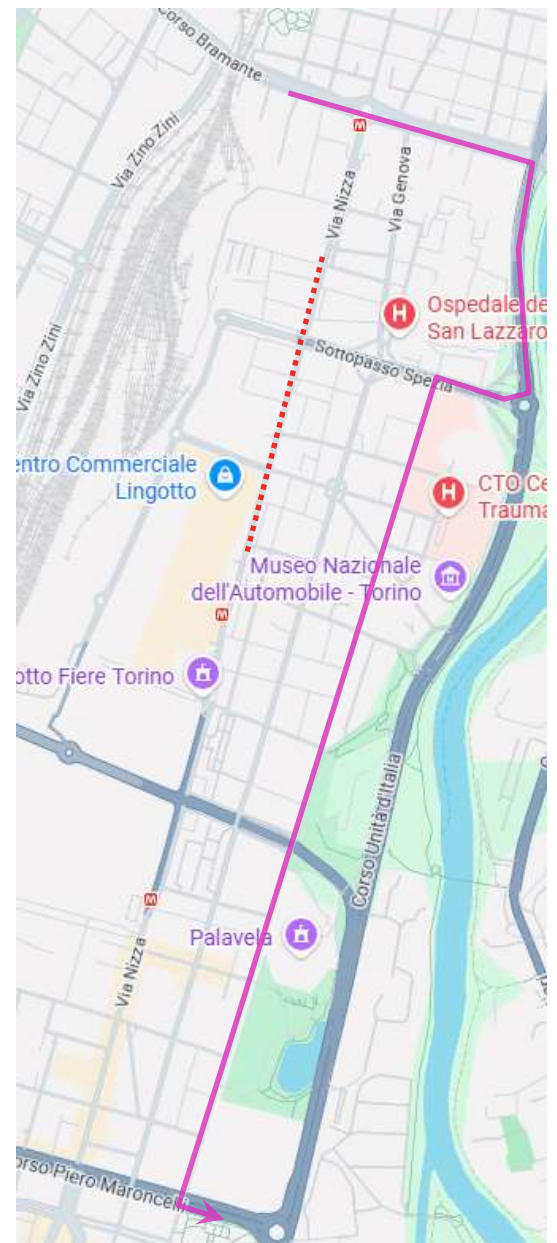 Corso Bramante
Via Zino Zini
M
Via Nizza
Via Genova
H
Ospedale de
San Lazzaro
Sottopasso Spezia
Via Zino Zini
entro Commerciale
Lingotto
H
CTO Ce
Trauma
Museo Nazionale
dell'Automobile - Torino
M
otto Fiere Torino
Corso Unità d'Italia
M
Palavela
Via Nizza
orso Piero Maroncelli